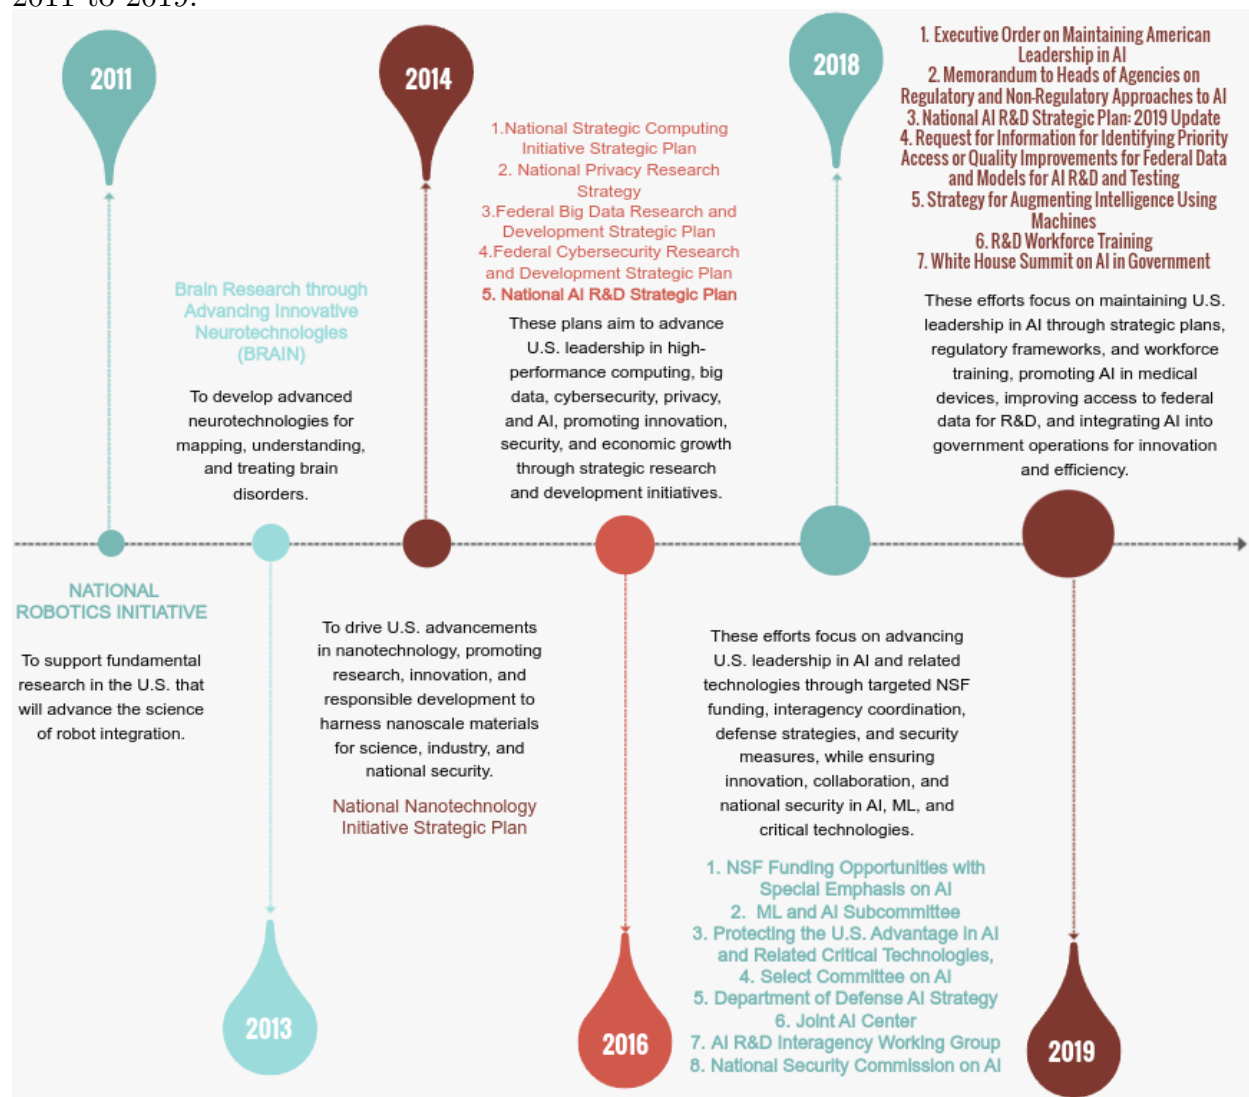 2011 to 2019.
2011
NATIONAL
ROBOTICS INITIATIVE
To support fundamental
research in the U.S. that
will advance the science
of robot integration.
Brain Research through
Advancing Innovative
Neurotechnologies
(BRAIN)
To develop advanced
neurotechnologies for
mapping, understanding,
and treating brain
disorders.
2013
2014
To drive U.S. advancements
in nanotechnology, promoting
research, innovation, and
responsible development to
harness nanoscale materials
for science, industry, and
national security.
National Nanotechnology
Initiative Strategic Plan
1.National Strategic Computing
Initiative Strategic Plan
2. National Privacy Research
Strategy
3.Federal Big Data Research and
Development Strategic Plan
4.Federal Cybersecurity Research
and Development Strategic Plan
5. National AI R&D Strategic Plan
These plans aim to advance
U.S. leadership in high-
performance computing, big
data, cybersecurity, privacy,
and AI, promoting innovation,
security, and economic growth
through strategic research
and development initiatives.
2016
2018
These efforts focus on advancing
U.S. leadership in AI and related
technologies through targeted NSF
funding, interagency coordination,
defense strategies, and security
measures, while ensuring
innovation, collaboration, and
national security in AI, ML, and
critical technologies.
1. NSF Funding Opportunities with
Special Emphasis on AI
2. ML and AI Subcommittee
3. Protecting the U.S. Advantage in AI
and Related Critical Technologies,
4. Select Committee on AI
5. Department of Defense AI Strategy
6. Joint AI Center
7. AI R&D Interagency Working Group
8. National Security Commission on AI
1. Executive Order on Maintaining American
Leadership in AI
2. Memorandum to Heads of Agencies on
Regulatory and Non-Regulatory Approaches to AI
3. National AI R&D Strategic Plan: 2019 Update
4. Request for Information for Identifying Priority
Access or Quality Improvements for Federal Data
and Models for AI R&D and Testing
5. Strategy for Augmenting Intelligence Using
Machines
6. R&D Workforce Training
7. White House Summit on AI in Government
These efforts focus on maintaining U.S.
leadership in AI through strategic plans,
regulatory frameworks, and workforce
training, promoting AI in medical
devices, improving access to federal
data for R&D, and integrating AI into
government operations for innovation
and efficiency.
2019